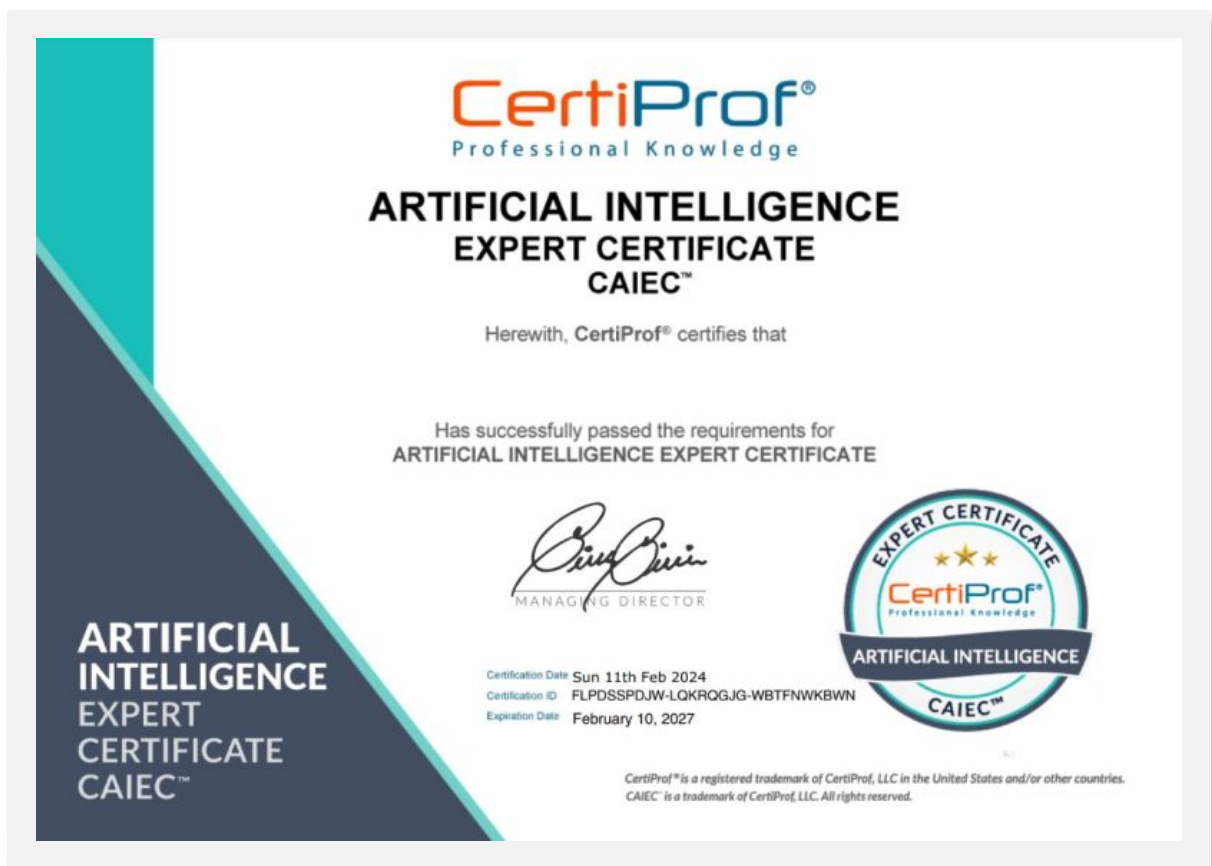 CertiProf®
Professional Knowledge
ARTIFICIAL INTELLIGENCE
EXPERT CERTIFICATE
CAIEC™
Herewith, CertiProf® certifies that
Has successfully passed the requirements for
ARTIFICIAL INTELLIGENCE EXPERT CERTIFICATE
MANAGING DIRECTOR
Certification Date Sun 11th Feb 2024
Certification ID FLPDSSPDJW-LQKRQGJG-WBTFNWKBWN
Expiration Date February 10, 2027
EXPERT CERTIFICATE
CertiProf®
Professional Knowledge
ARTIFICIAL INTELLIGENCE
CAIEC™
ARTIFICIAL
INTELLIGENCE
EXPERT
CERTIFICATE
CAIEC™
CertiProf® is a registered trademark of CertiProf, LLC in the United States and/or other countries.
CAIEC™ is a trademark of CertiProf, LLC. All rights reserved.